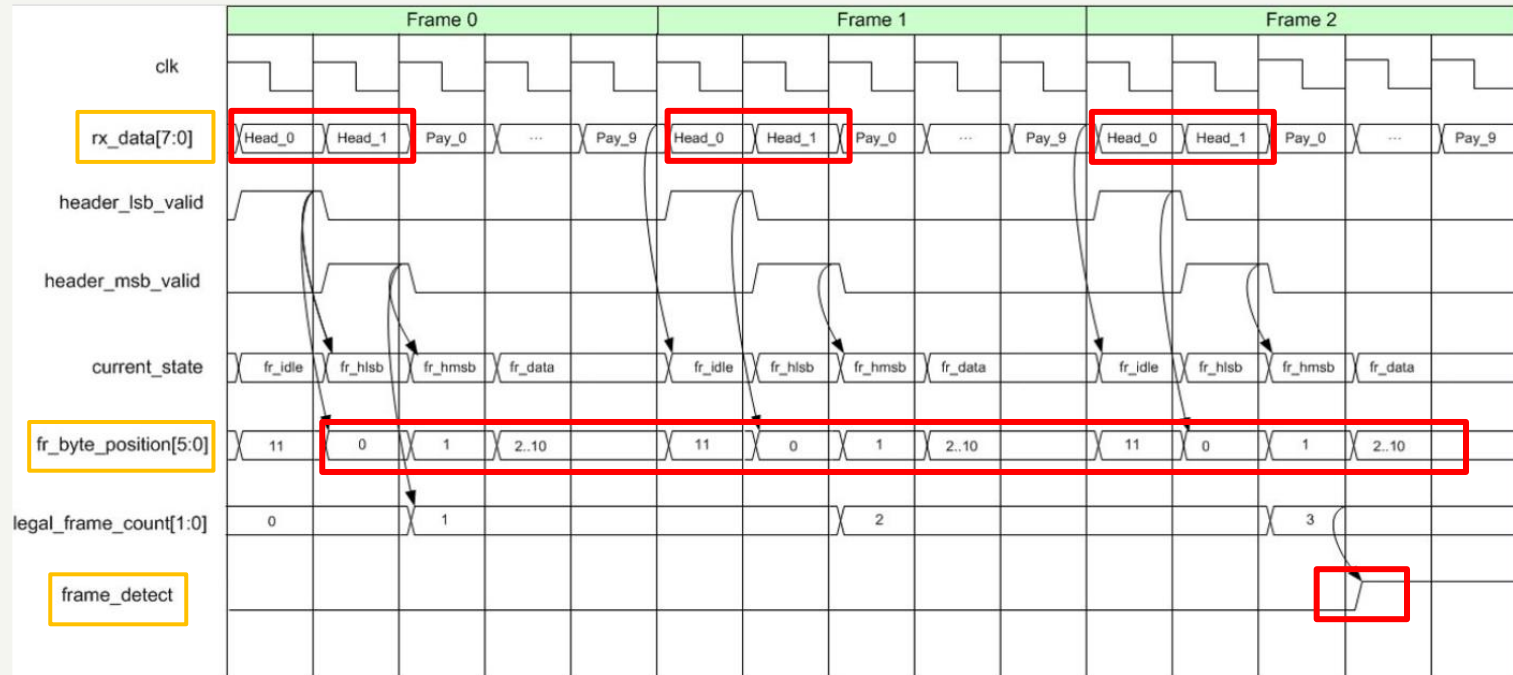 Frame 0 Frame 1 Frame 2
clk
rx_data[7:0] Head_0 Head_1 Pay_0 ... Pay_9 Head_0 Head_1 Pay_0 ... Pay_9 Head_0 Head_1 Pay_0 ... Pay_9
header_lsb_valid
header_msb_valid
current_state fr_idle fr_hlsb fr_hmsb fr_data fr_idle fr_hlsb fr_hmsb fr_data fr_idle fr_hlsb fr_hmsb fr_data
fr_byte_position[5:0] 11 0 1 2..10 11 0 1 2..10 11 0 1 2..10
legal_frame_count[1:0] 0 1 2 3
frame_detect